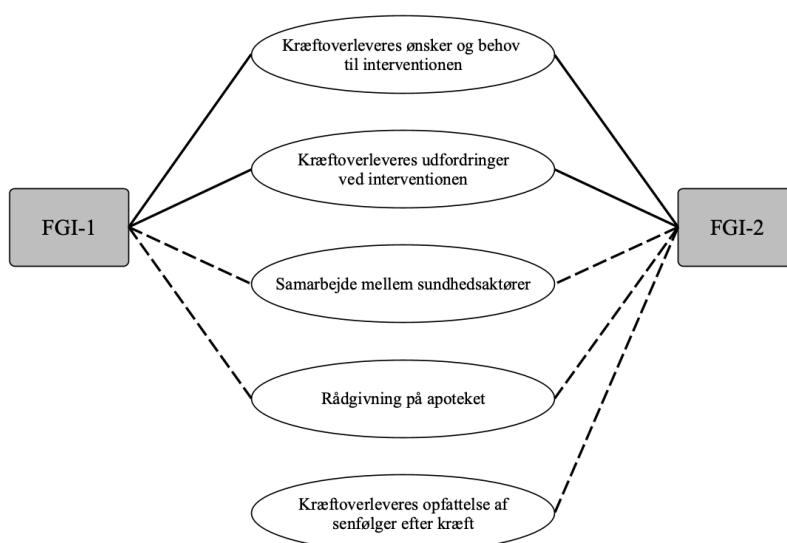 Kræftoverleveres ønsker og behov
til interventionen
Kræftoverleveres udfordringer
ved interventionen
FGI-1
FGI-2
Samarbejde mellem sundhedsaktører
Rådgivning på apoteket
Kræftoverleveres opfattelse af
senfølger efter kræft